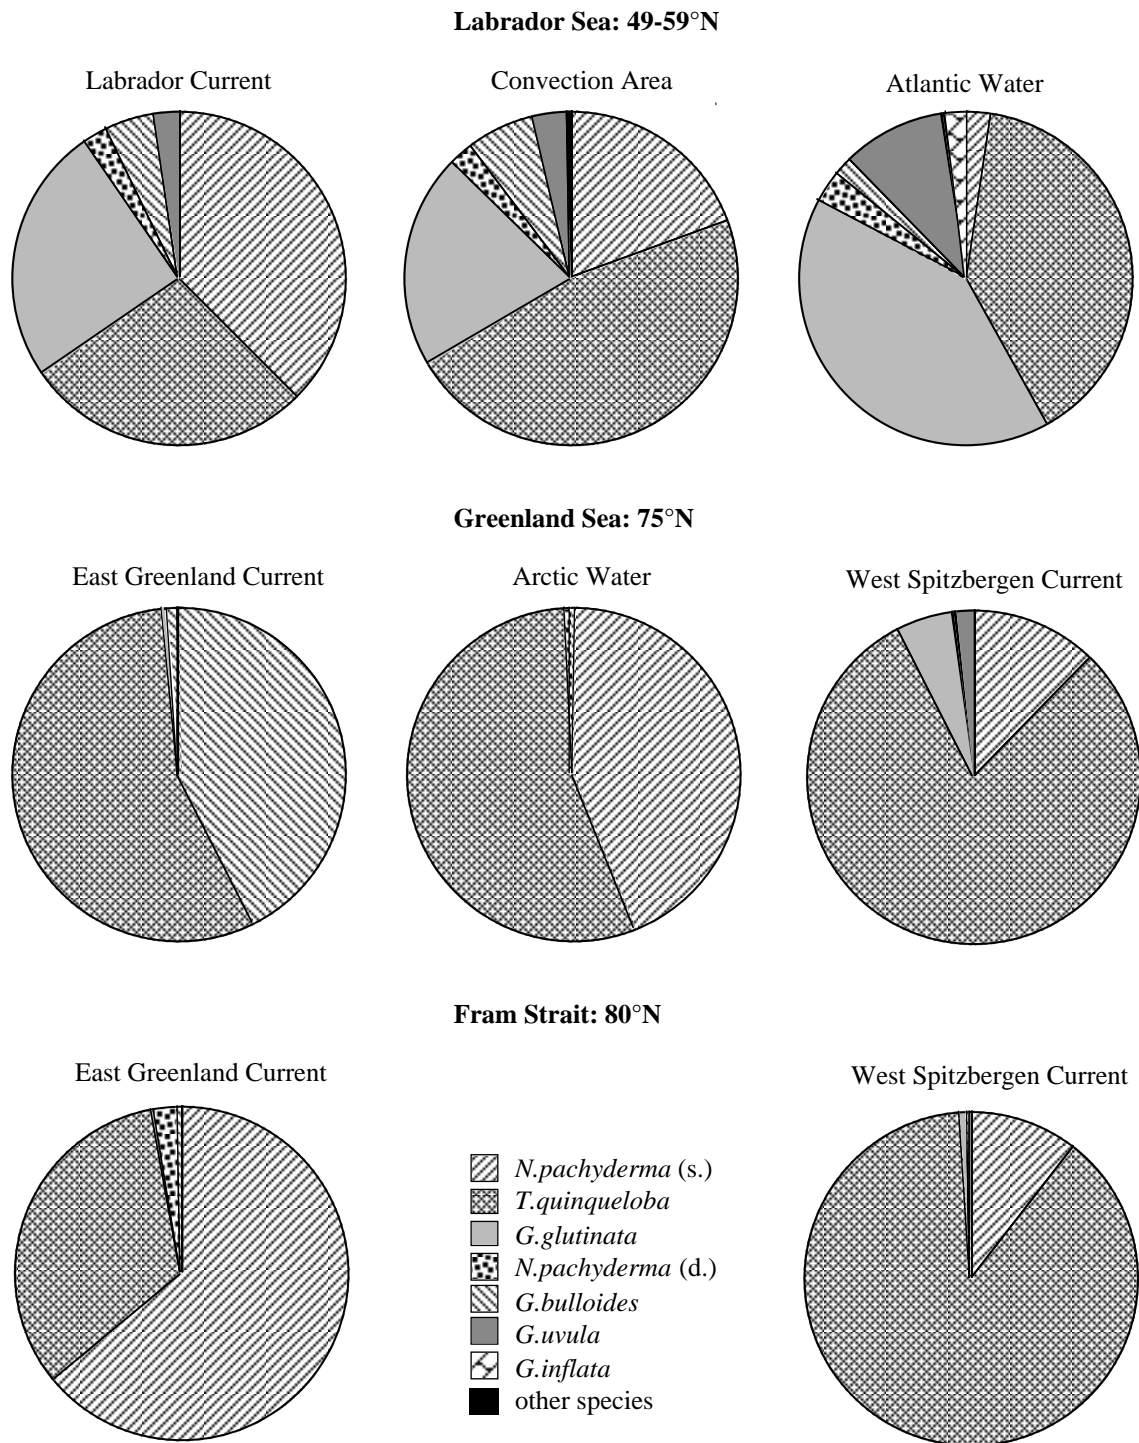 Labrador Sea: 49-59°N
Labrador Current
Convection Area
Atlantic Water
Greenland Sea: 75°N
East Greenland Current
Arctic Water
West Spitzbergen Current
Fram Strait: 80°N
East Greenland Current
West Spitzbergen Current
N.pachyderma (s.)
T.quinqueloba
G.glutinata
N.pachyderma (d.)
G.bulloides
G.uvula
G.inflata
other species